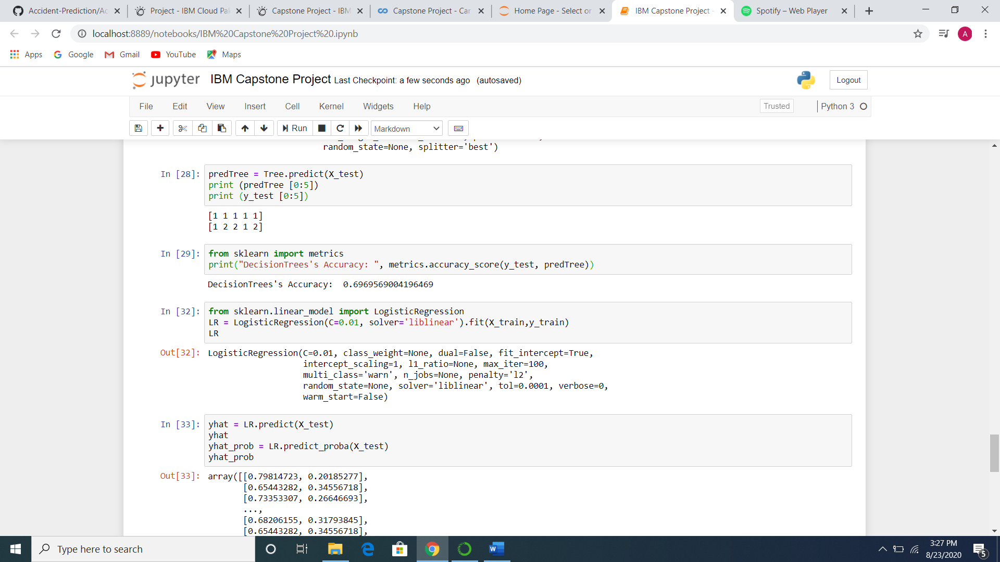 Accident-Prediction/Ac
Project - IBM Cloud Pak
Capstone Project - IBM
Capstone Project - Car
Home Page - Select or
IBM Capstone Project -
Spotify – Web Player
localhost:8889/notebooks/IBM%20Capstone%20Project%20.ipynb
A
Apps Google Gmail YouTube Maps
jupyter IBM Capstone Project Last Checkpoint: a few seconds ago (autosaved)
Logout
File Edit View Insert Cell Kernel Widgets Help
Trusted
Python 3
Run
Markdown
random_state=None, splitter='best')
In [28]: predTree = Tree.predict(X_test)
print (predTree [0:5])
print (y_test [0:5])
[1 1 1 1 1]
[1 2 2 1 2]
In [29]: from sklearn import metrics
print("DecisionTrees's Accuracy: ", metrics.accuracy_score(y_test, predTree))
DecisionTrees's Accuracy:  0.6969569004196469
In [32]: from sklearn.linear_model import LogisticRegression
LR = LogisticRegression(C=0.01, solver='liblinear').fit(X_train,y_train)
LR
Out[32]: LogisticRegression(C=0.01, class_weight=None, dual=False, fit_intercept=True,
intercept_scaling=1, l1_ratio=None, max_iter=100,
multi_class='warn', n_jobs=None, penalty='l2',
random_state=None, solver='liblinear', tol=0.0001, verbose=0,
warm_start=False)
In [33]: yhat = LR.predict(X_test)
yhat
yhat_prob = LR.predict_proba(X_test)
yhat_prob
Out[33]: array([[0.79814723, 0.20185277],
[0.65443282, 0.34556718],
[0.73353307, 0.26646693],
...,
[0.68206155, 0.31793845],
[0.65443282, 0.34556718],
Type here to search
W
3:27 PM
8/23/2020
5